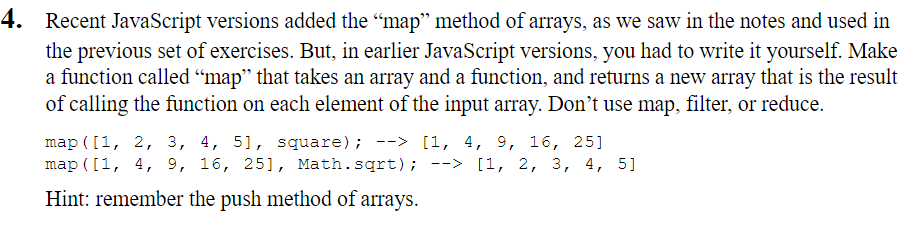 4. Recent JavaScript versions added the “map” method of arrays, as we saw in the notes and used in
the previous set of exercises. But, in earlier JavaScript versions, you had to write it yourself. Make
a function called “map” that takes an array and a function, and returns a new array that is the result
of calling the function on each element of the input array. Don’t use map, filter, or reduce.
map([1, 2, 3, 4, 5], square); --> [1, 4, 9, 16, 25]
map([1, 4, 9, 16, 25], Math.sqrt); --> [1, 2, 3, 4, 5]
Hint: remember the push method of arrays.